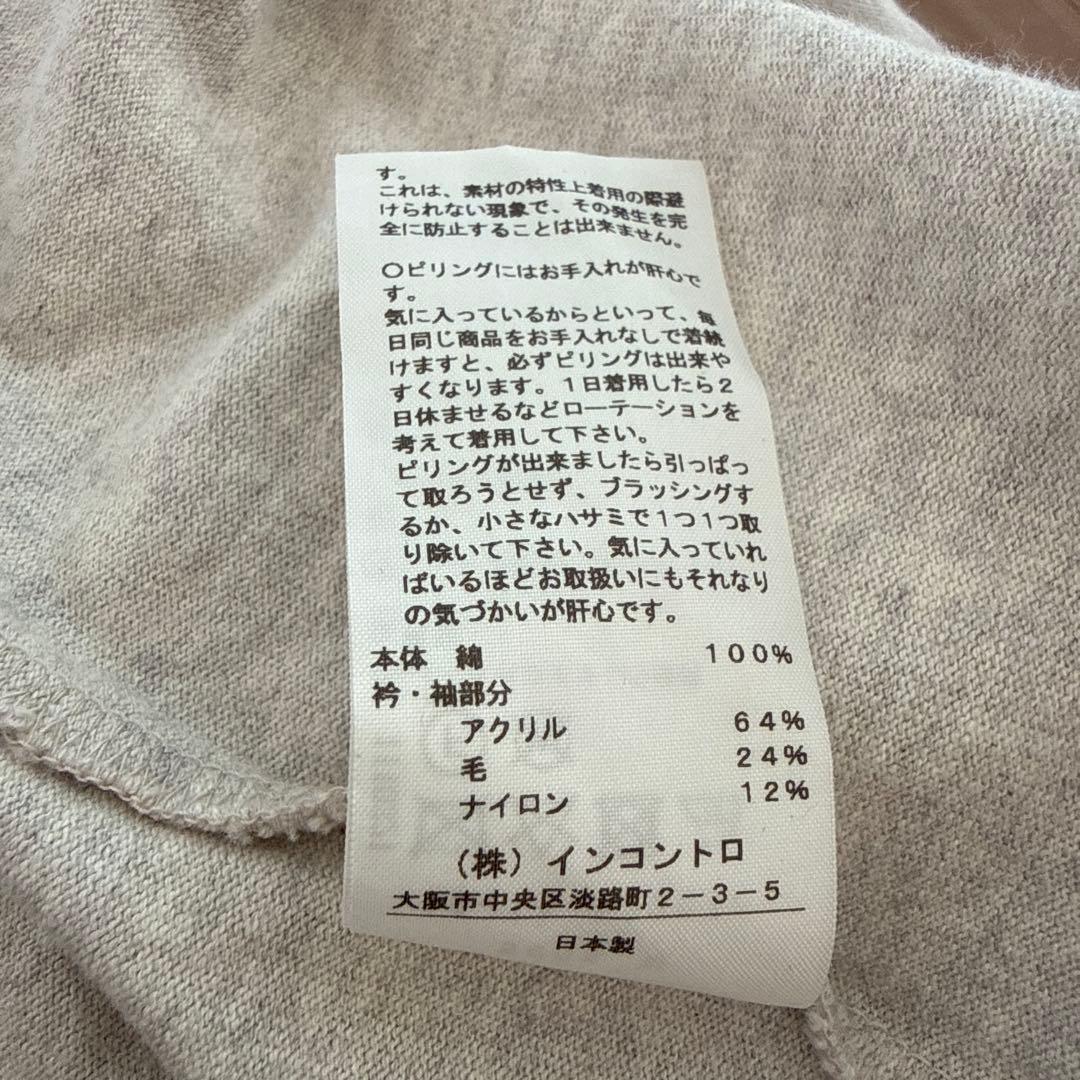 す。
これは、素材の特性上着用の際避
けられない現象で、その発生を完
全に防止することは出来ません。
○ピリングにはお手入れが肝心で
す。
気に入っているからといって、毎
日同じ商品をお手入れなしで着続
けますと、必ずピリングは出来や
すくなります。1日着用したら2
日休ませるなどローテーションを
考えて着用して下さい。
ピリングが出来ましたら引っぱっ
て取ろうとせず、ブラッシングす
るか、小さなハサミで1つ1つ取
り除いて下さい。気に入っていれ
ばいるほどお取扱いにもそれなり
の気づかいが肝心です。
本体 綿 100%
衿・袖部分
アクリル 64%
毛 24%
ナイロン 12%
(株)インコントロ
大阪市中央区淡路町2-3-5
日本製